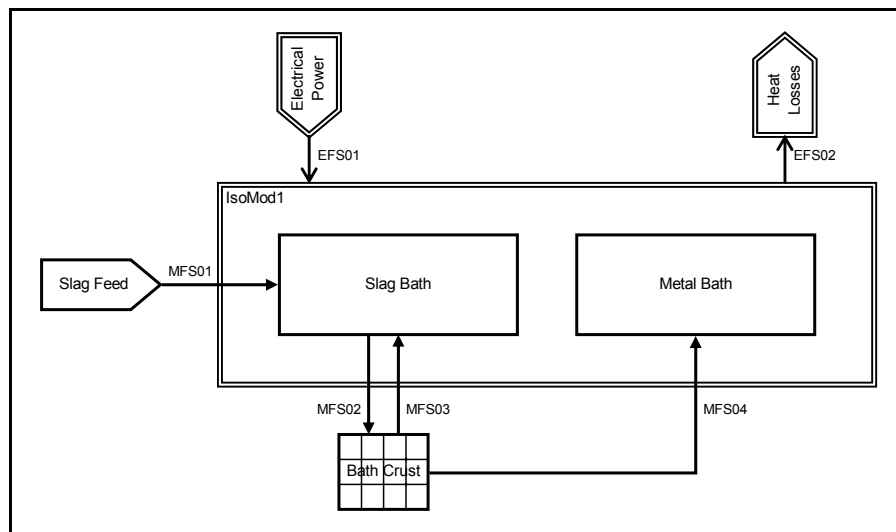 Electrical
Power
Heat
Losses
EFS01
EFS02
IsoMod1
Slag Feed
MFS01
Slag Bath
Metal Bath
MFS02
MFS03
MFS04
Bath Crust